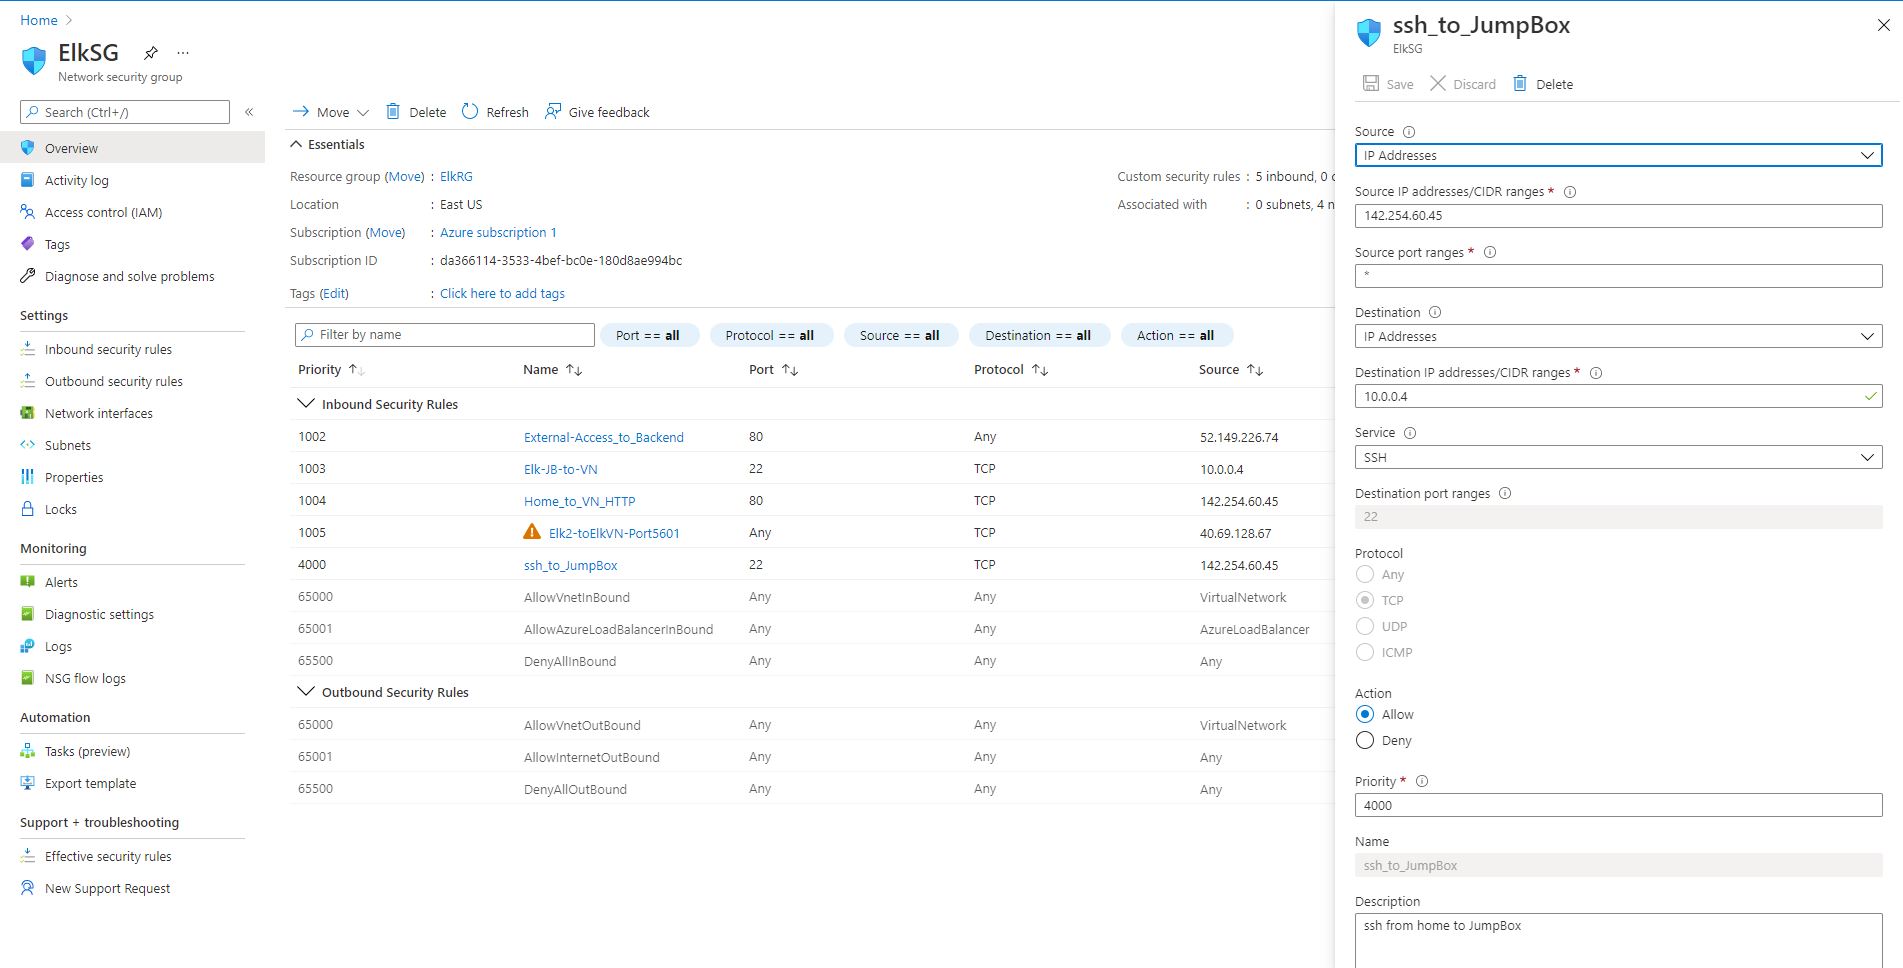 Home >
ElkSG ...
Network security group
Search (Ctrl+/) «
Overview
Activity log
Access control (IAM)
Tags
Diagnose and solve problems
Settings
Inbound security rules
Outbound security rules
Network interfaces
Subnets
Properties
Locks
Monitoring
Alerts
Diagnostic settings
Logs
NSG flow logs
Automation
Tasks (preview)
Export template
Support + troubleshooting
Effective security rules
New Support Request
Move Delete Refresh Give feedback
Essentials
Resource group (Move) : ElkRG
Location : East US
Subscription (Move) : Azure subscription 1
Subscription ID : da366114-3533-4bef-bc0e-180d8ae994bc
Tags (Edit) : Click here to add tags
Custom security rules : 5 inbound, 0 c
Associated with : 0 subnets, 4 n
Filter by name Port == all Protocol == all Source == all Destination == all Action == all
Priority Name Port Protocol Source
Inbound Security Rules
1002 External-Access_to_Backend 80 Any 52.149.226.74
1003 Elk-JB-to-VN 22 TCP 10.0.0.4
1004 Home_to_VN_HTTP 80 TCP 142.254.60.45
1005 Elk2-toElkVN-Port5601 Any TCP 40.69.128.67
4000 ssh_to_JumpBox 22 TCP 142.254.60.45
65000 AllowVnetInBound Any Any VirtualNetwork
65001 AllowAzureLoadBalancerInBound Any Any AzureLoadBalancer
65500 DenyAllInBound Any Any Any
Outbound Security Rules
65000 AllowVnetOutBound Any Any VirtualNetwork
65001 AllowInternetOutBound Any Any Any
65500 DenyAllOutBound Any Any Any
ssh_to_JumpBox
ElkSG
Save Discard Delete
Source
IP Addresses
Source IP addresses/CIDR ranges *
142.254.60.45
Source port ranges *
*
Destination
IP Addresses
Destination IP addresses/CIDR ranges *
10.0.0.4
Service
SSH
Destination port ranges
22
Protocol
Any
TCP
UDP
ICMP
Action
Allow
Deny
Priority *
4000
Name
ssh_to_JumpBox
Description
ssh from home to JumpBox